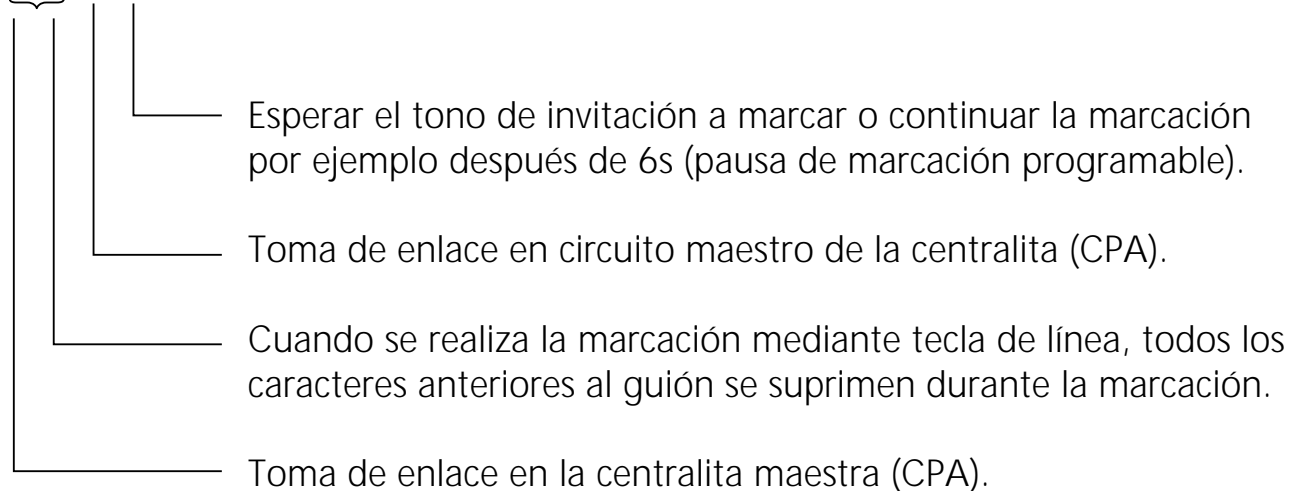 Esperar el tono de invitación a marcar o continuar la marcación
por ejemplo después de 6s (pausa de marcación programable).
Toma de enlace en circuito maestro de la centralita (CPA).
Cuando se realiza la marcación mediante tecla de línea, todos los
caracteres anteriores al guión se suprimen durante la marcación.
Toma de enlace en la centralita maestra (CPA).